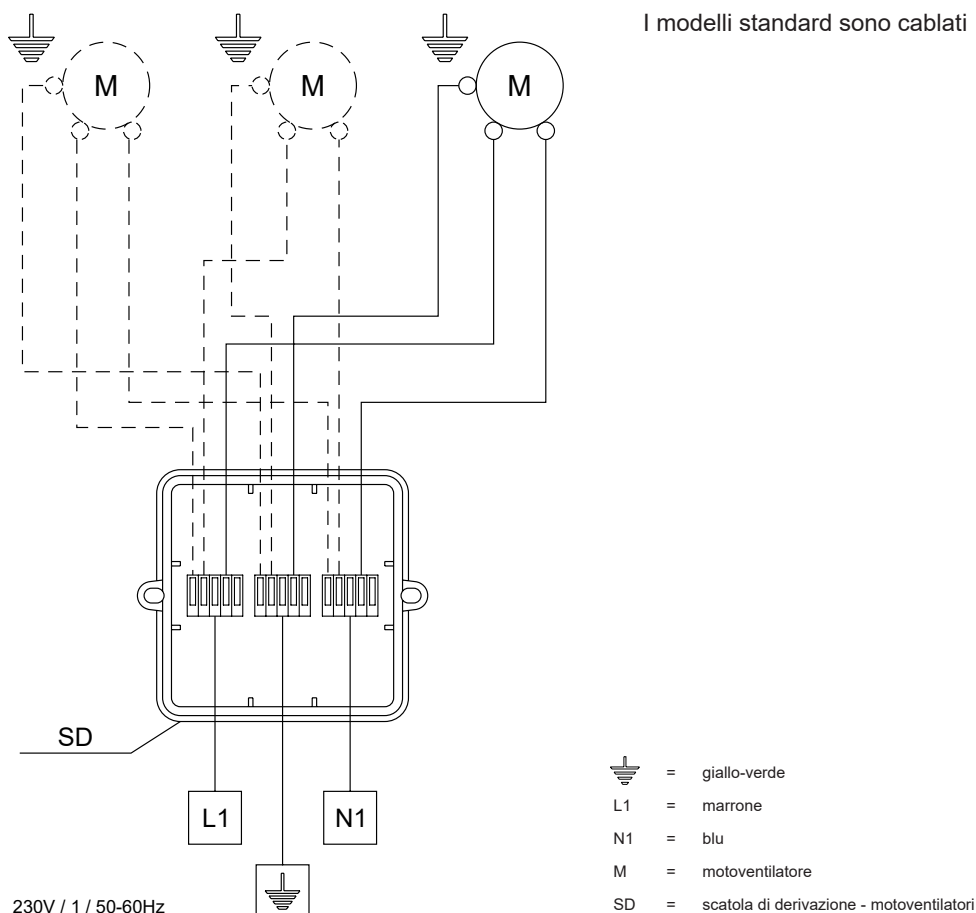 I modelli standard sono cablati
M M M
SD
L1 N1
= giallo-verde
L1 = marrone
N1 = blu
M = motoventilatore
SD = scatola di derivazione - motoventilatori
230V / 1 / 50-60Hz